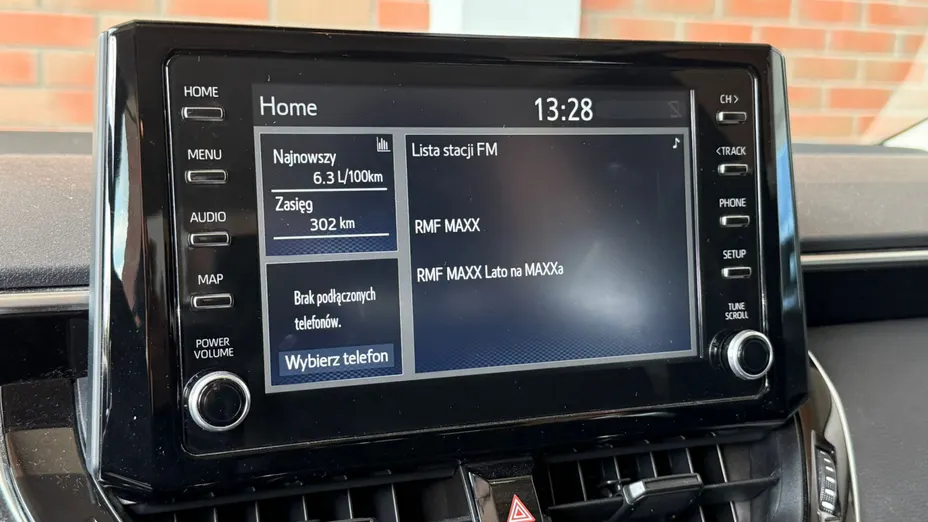 HOME
MENU
AUDIO
MAP
POWER
VOLUME
Home
13:28
Najnowszy
6.3 L/100km
Zasięg
302 km
Brak podłączonych
telefonów.
Wybierz telefon
Lista stacji FM
RMF MAXX
RMF MAXX Lato na MAXXa
CH>
<TRACK
PHONE
SETUP
TUNE
SCROLL